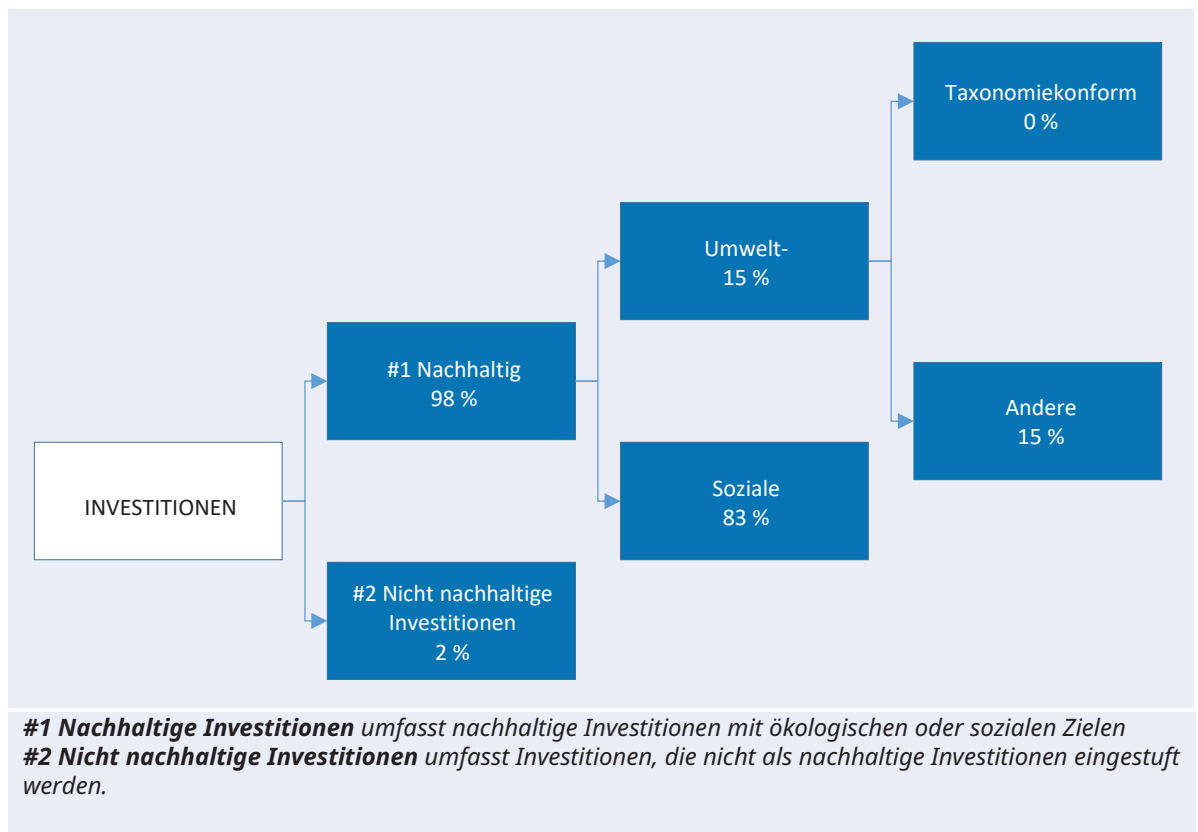 Taxonomiekonform
0 %
Umwelt-
15 %
#1 Nachhaltig
98 %
Andere
15 %
INVESTITIONEN
Soziale
83 %
#2 Nicht nachhaltige
Investitionen
2 %
#1 Nachhaltige Investitionen umfasst nachhaltige Investitionen mit ökologischen oder sozialen Zielen
#2 Nicht nachhaltige Investitionen umfasst Investitionen, die nicht als nachhaltige Investitionen eingestuft
werden.